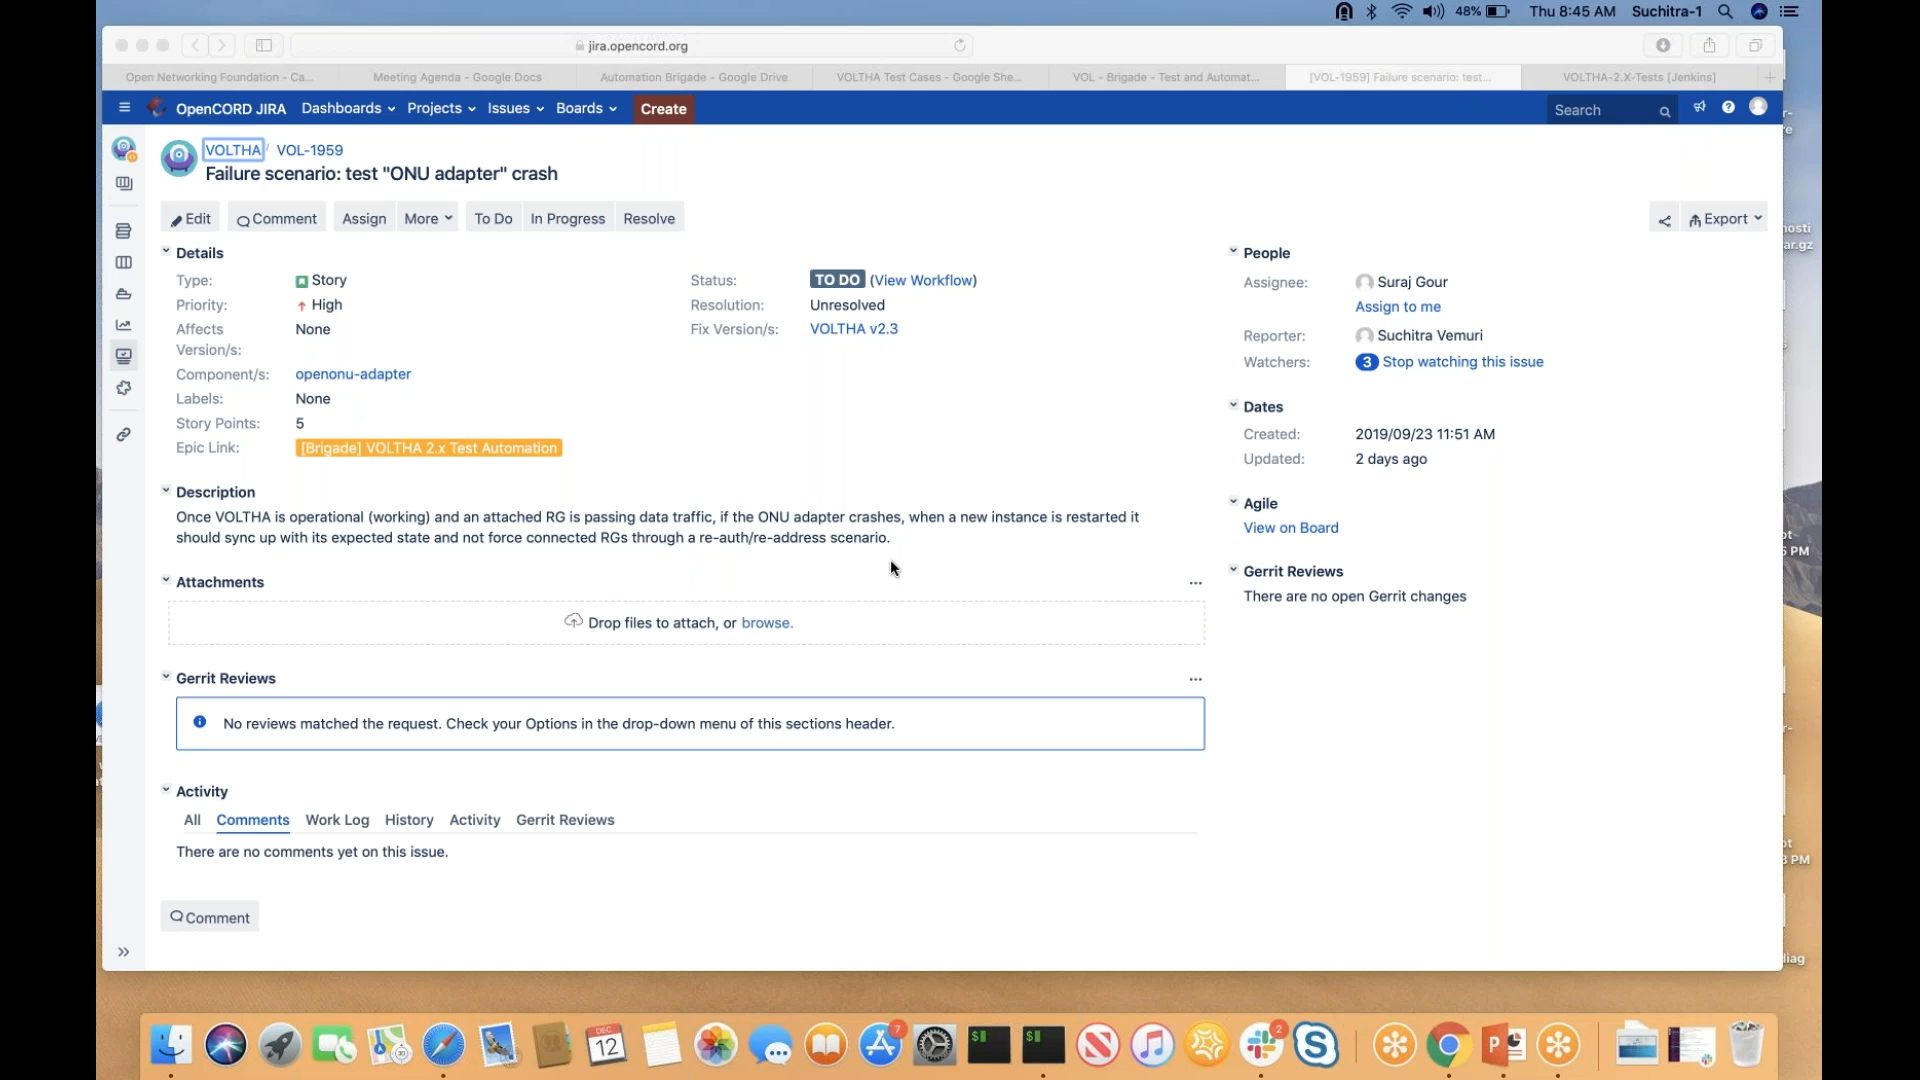 48% Thu 8:45 AM Suchitra-1
jira.opencord.org
Open Networking Foundation - Ca... Meeting Agenda - Google Docs Automation Brigade - Google Drive VOLTHA Test Cases - Google She... VOL - Brigade - Test and Automat... [VOL-1959] Failure scenario: test... VOLTHA-2.X-Tests [Jenkins]
OpenCORD JIRA Dashboards Projects Issues Boards Create Search
VOLTHA / VOL-1959
Failure scenario: test "ONU adapter" crash
Edit Comment Assign More To Do In Progress Resolve Export
Details
Type: Story
Priority: High
Affects Version/s: None
Component/s: openonu-adapter
Labels: None
Story Points: 5
Epic Link: [Brigade] VOLTHA 2.x Test Automation
Status: TO DO (View Workflow)
Resolution: Unresolved
Fix Version/s: VOLTHA v2.3
Description
Once VOLTHA is operational (working) and an attached RG is passing data traffic, if the ONU adapter crashes, when a new instance is restarted it
should sync up with its expected state and not force connected RGs through a re-auth/re-address scenario.
Attachments
Drop files to attach, or browse.
Gerrit Reviews
No reviews matched the request. Check your Options in the drop-down menu of this sections header.
Activity
All Comments Work Log History Activity Gerrit Reviews
There are no comments yet on this issue.
Comment
People
Assignee: Suraj Gour
Assign to me
Reporter: Suchitra Vemuri
Watchers: 3 Stop watching this issue
Dates
Created: 2019/09/23 11:51 AM
Updated: 2 days ago
Agile
View on Board
Gerrit Reviews
There are no open Gerrit changes
DEC
12
7
2